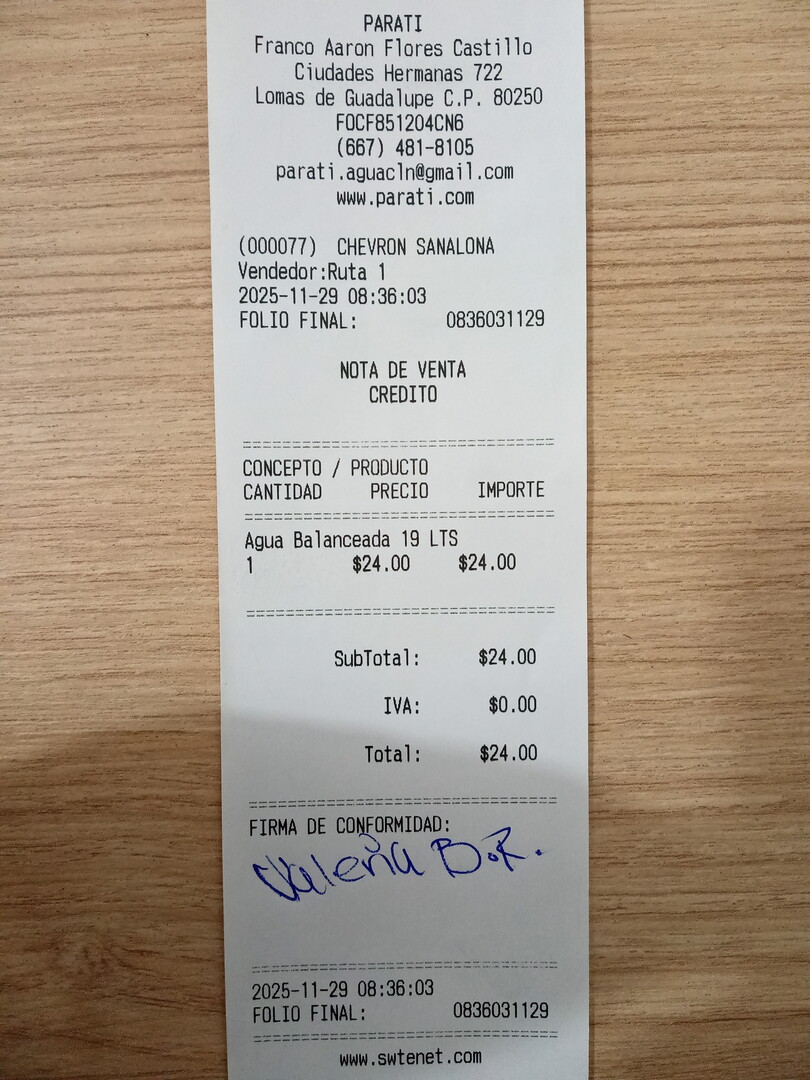 PARATI
Franco Aaron Flores Castillo
Ciudades Hermanas 722
Lomas de Guadalupe C.P. 80250
FOCF851204CN6
(667) 481-8105
parati.aguacln@gmail.com
www.parati.com
(000077) CHEVRON SANALONA
Vendedor:Ruta 1
2025-11-29 08:36:03
FOLIO FINAL: 0836031129
NOTA DE VENTA
CREDITO
CONCEPTO / PRODUCTO
CANTIDAD PRECIO IMPORTE
Agua Balanceada 19 LTS
1 $24.00 $24.00
SubTotal: $24.00
IVA: $0.00
Total: $24.00
FIRMA DE CONFORMIDAD:
Valeria B.R.
2025-11-29 08:36:03
FOLIO FINAL: 0836031129
www.swtenet.com